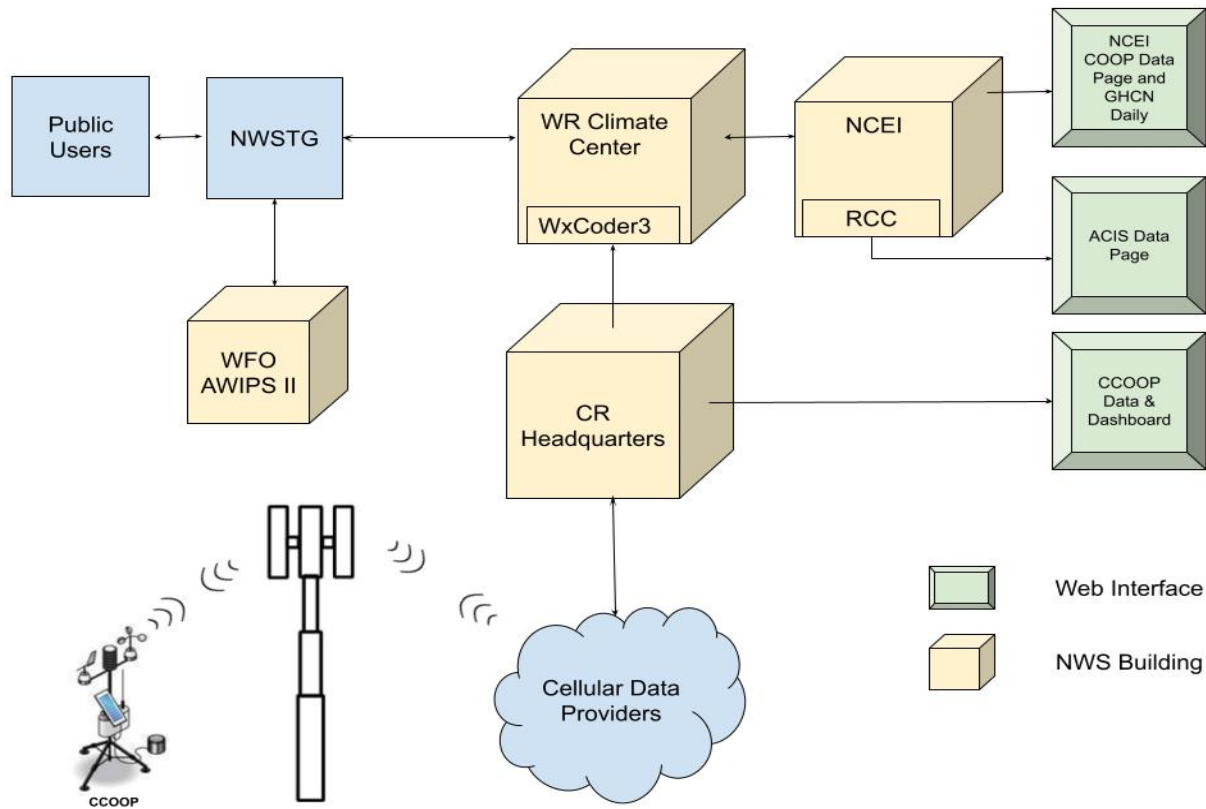 Public
Users
NWSTG
WR Climate
Center
WxCoder3
NCEI
RCC
NCEI
COOP Data
Page and
GHCN
Daily
ACIS Data
Page
WFO
AWIPS II
CR
Headquarters
CCOOP
Data &
Dashboard
Cellular Data
Providers
CCOOP
Web Interface
NWS Building